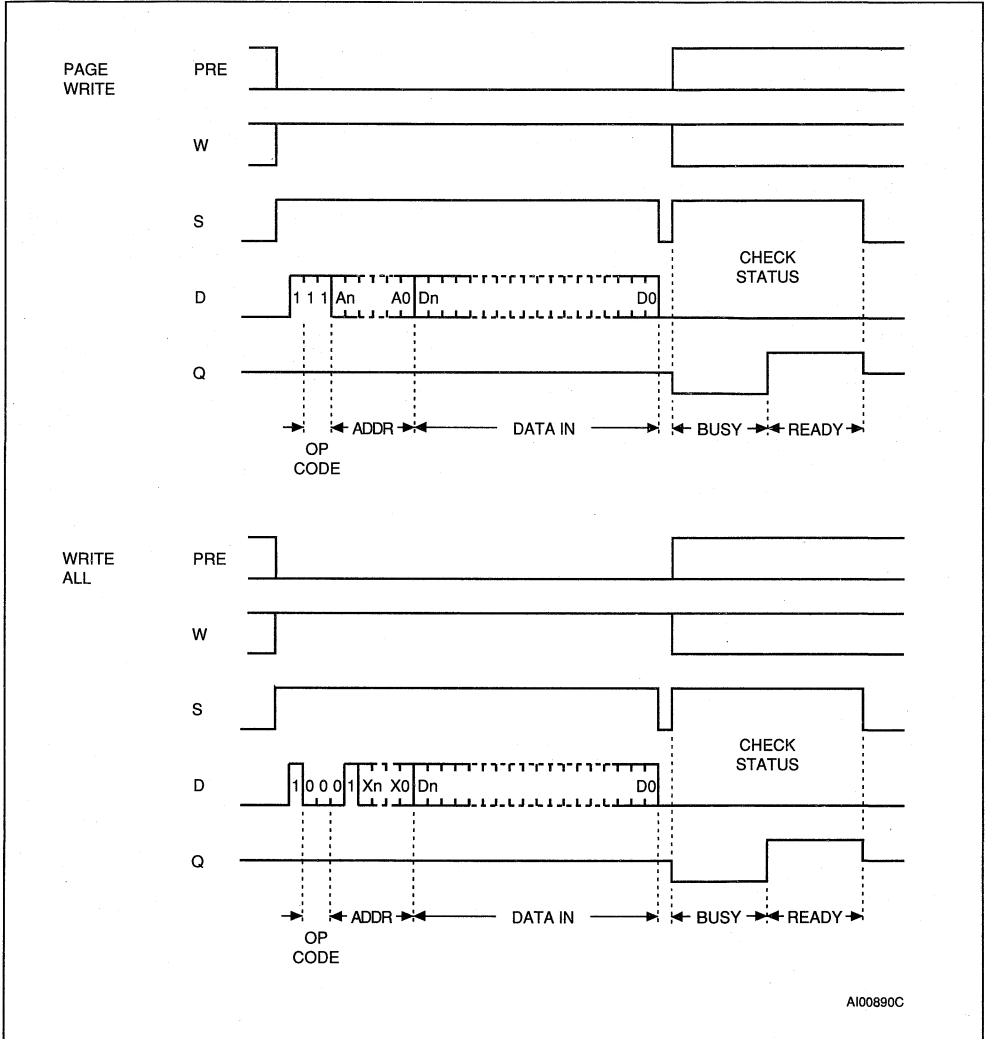 PAGE WRITE
PRE
W
S
CHECK STATUS
D
1 1 1 An A0 Dn D0
Q
ADDR DATA IN BUSY READY
OP CODE
WRITE ALL
PRE
W
S
CHECK STATUS
D
1 0 0 0 1 Xn X0 Dn D0
Q
ADDR DATA IN BUSY READY
OP CODE
AI00890C